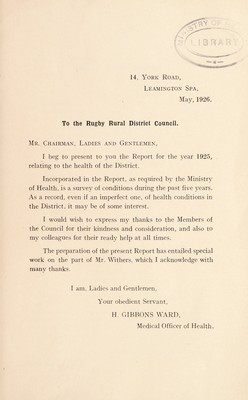 MINISTRY OF
LIBRARY
14. York Road,
Leamington Spa,
May, 1926.
To the Rugby Rural District Council.
Mr. Chairman, Ladies and Gentlemen,
I beg to present to you the Report for the year 1925,
relating to the health of the District.
Incorporated in the Report, as required by the Ministry
of Health, is a survey of conditions during the past five years.
As a record, even if an imperfect one, of health conditions in
the District, it may be of some interest.
I would wish to express my thanks to the Members of
the Council for their kindness and consideration, and also to
my colleagues for their ready help at all times.
The preparation of the present Report has entailed special
work on the part of Mr. Withers, which I acknowledge with
many thanks.
I am, Ladies and Gentlemen,
Your obedient Servant,
H. GIBBONS WARD,
Medical Officer of Health.